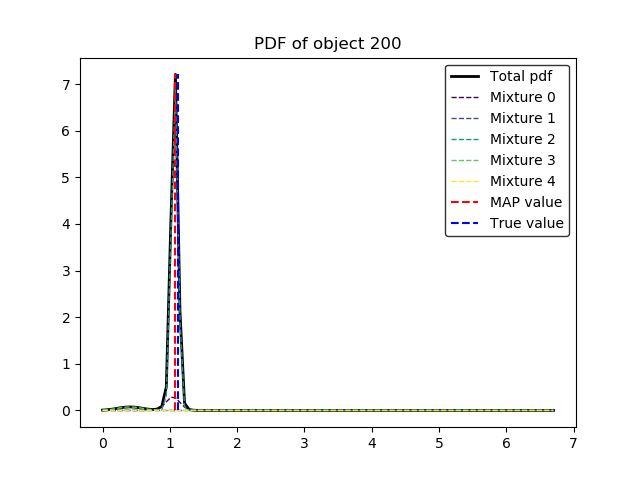 PDF of object 200
Total pdf
Mixture 0
Mixture 1
Mixture 2
Mixture 3
Mixture 4
MAP value
True value
7
6
5
4
3
2
1
0
0 1 2 3 4 5 6 7